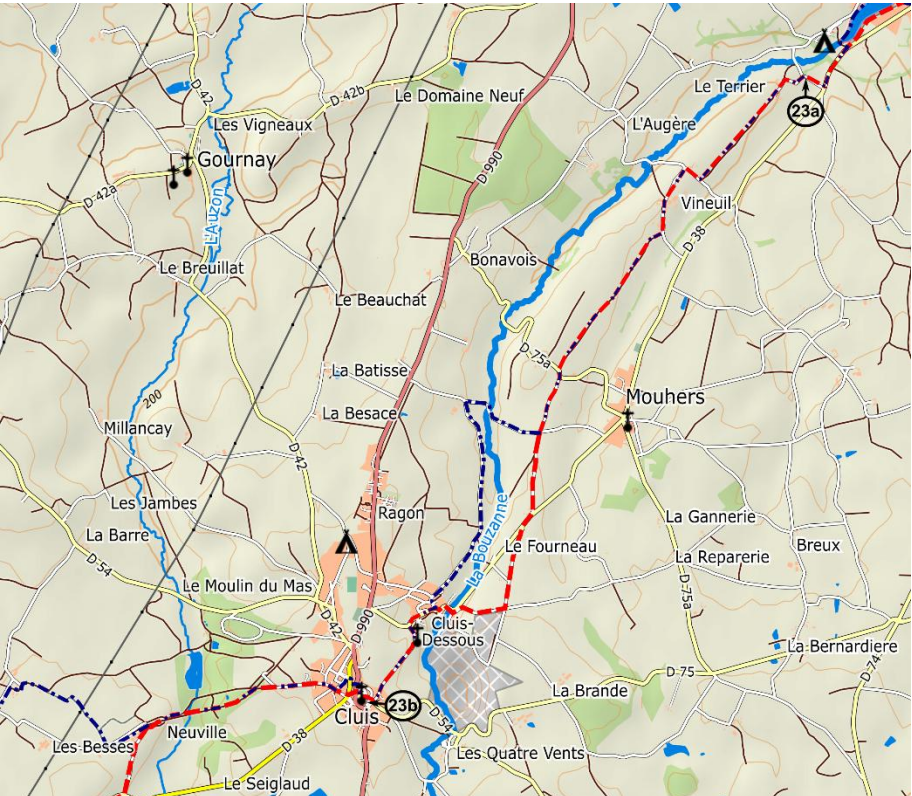 D 42
D 42b
Le Domaine Neuf
Le Terrier
23a
Les Vigneaux
L'Augère
Gournay
D 990
D-42a
L'Auzon
Vineuil
D-38
Le Breuillat
Bonavois
Le Beauchat
D-75a
La Batisse
200
La Besace
Mouhers
Millancay
D 42
Les Jambes
Ragon
La Bouzanne
La Gannerie
La Barre
Le Fourneau
La Reparerie
Breux
D-54
Le Moulin du Mas
D-75a
D-42
D-990
Cluis-
Dessous
La Bernardiere
D 75
D-74
La Brande
23b
Cluis
D-54
Neuville
D-38
Les Besses
Les Quatre Vents
Le Seiglaud